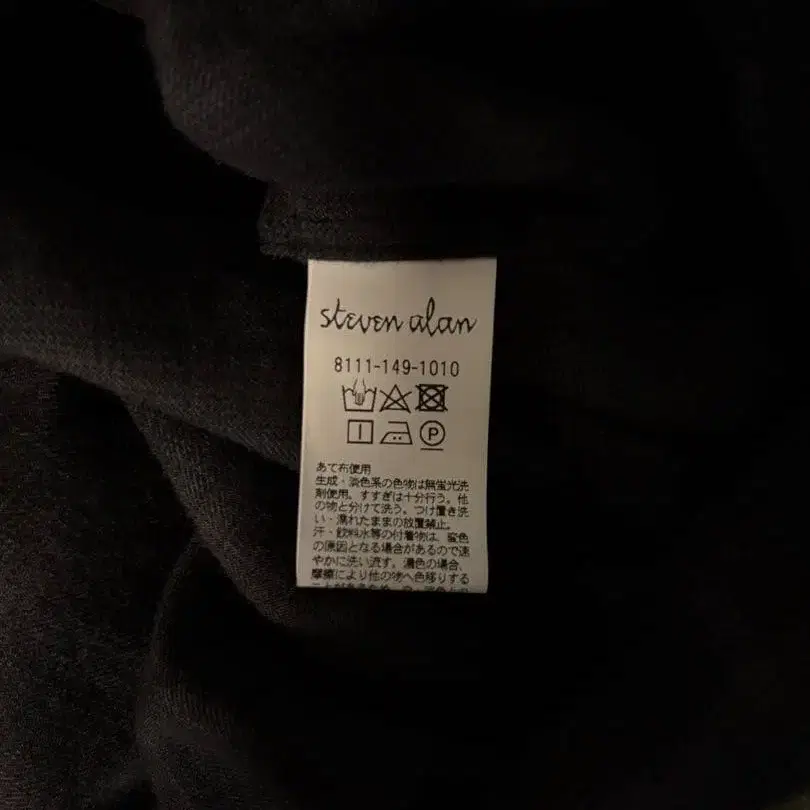 steven alan
8111-149-1010
P
あて布使用
生成・淡色系の色物は無蛍光洗
剤使用。すすぎは十分行う。他
の物と分けて洗う。つけ置き洗
い・濡れたままの放置禁止。
汗・飲料水等の付着物は、変色
の原因となる場合があるので速
やかに洗い流す。濃色の場合、
摩擦により他の物へ色移りする